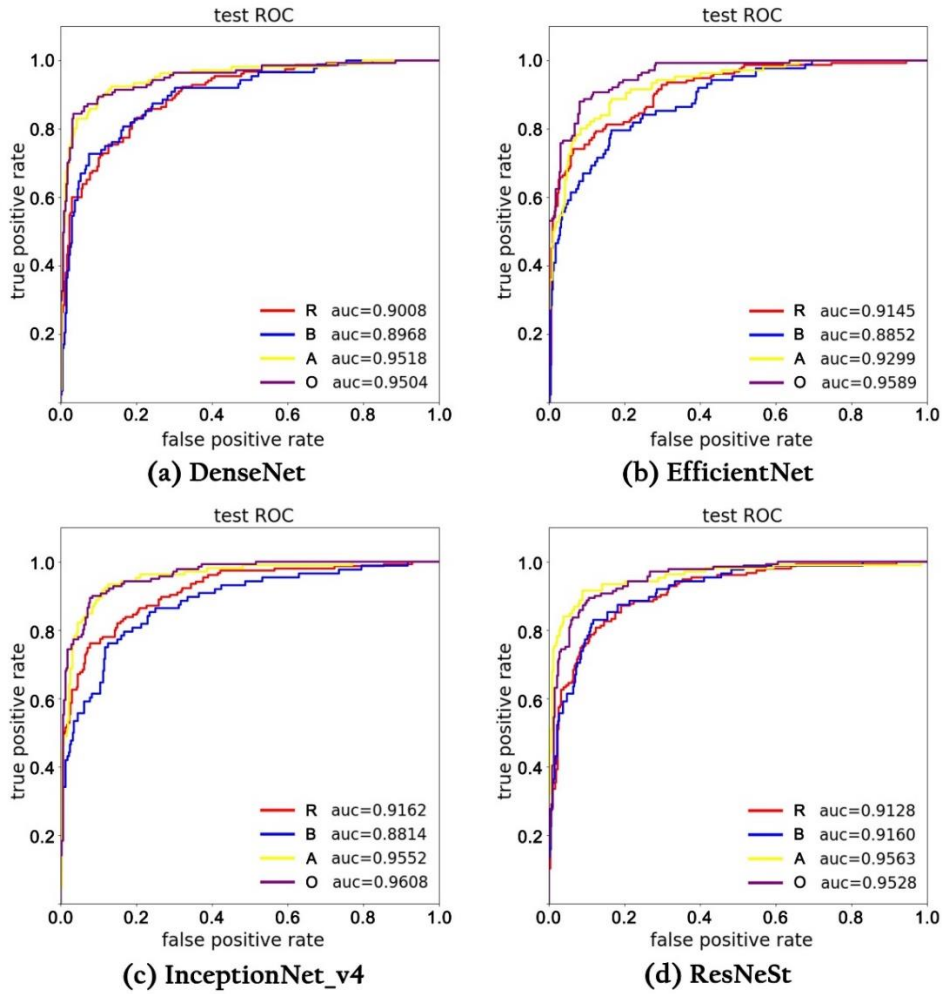 test ROC
true positive rate
1.0
0.8
0.6
0.4
0.2
R auc=0.9008
B auc=0.8968
A auc=0.9518
O auc=0.9504
0.0 0.2 0.4 0.6 0.8 1.0
false positive rate
(a) DenseNet
test ROC
true positive rate
1.0
0.8
0.6
0.4
0.2
R auc=0.9145
B auc=0.8852
A auc=0.9299
O auc=0.9589
0.0 0.2 0.4 0.6 0.8 1.0
false positive rate
(b) EfficientNet
test ROC
true positive rate
1.0
0.8
0.6
0.4
0.2
R auc=0.9162
B auc=0.8814
A auc=0.9552
O auc=0.9608
0.0 0.2 0.4 0.6 0.8 1.0
false positive rate
(c) InceptionNet_v4
test ROC
true positive rate
1.0
0.8
0.6
0.4
0.2
R auc=0.9128
B auc=0.9160
A auc=0.9563
O auc=0.9528
0.0 0.2 0.4 0.6 0.8 1.0
false positive rate
(d) ResNeSt